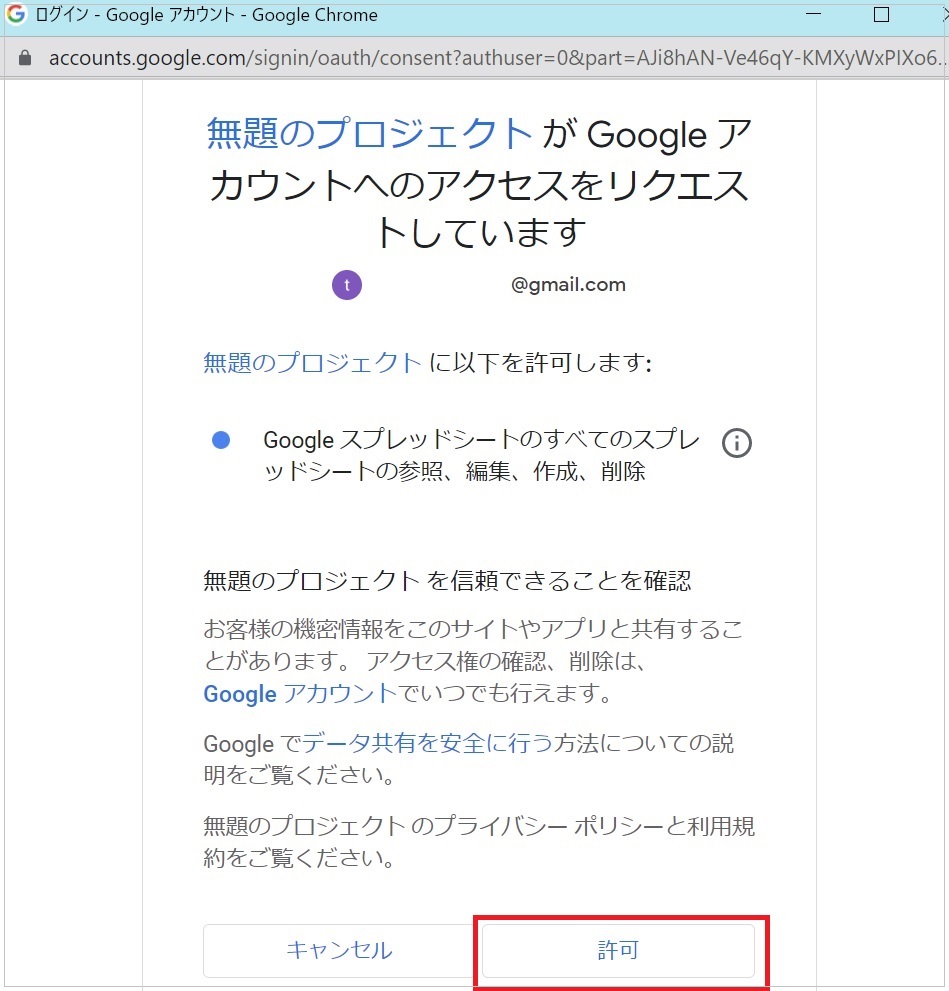 ログイン - Google アカウント - Google Chrome
accounts.google.com/signin/oauth/consent?authuser=0&part=AJi8hAN-Ve46qY-KMXyWxPIXo6...
無題のプロジェクト が Google ア
カウントへのアクセスをリクエス
トしています
t @gmail.com
無題のプロジェクト に以下を許可します:
Google スプレッドシートのすべてのスプレ
ッドシートの参照、編集、作成、削除
無題のプロジェクト を信頼できることを確認
お客様の機密情報をこのサイトやアプリと共有するこ
とがあります。 アクセス権の確認、削除は、
Google アカウントでいつでも行えます。
Google でデータ共有を安全に行う方法についての説
明をご覧ください。
無題のプロジェクト のプライバシー ポリシーと利用規
約をご覧ください。
キャンセル 許可